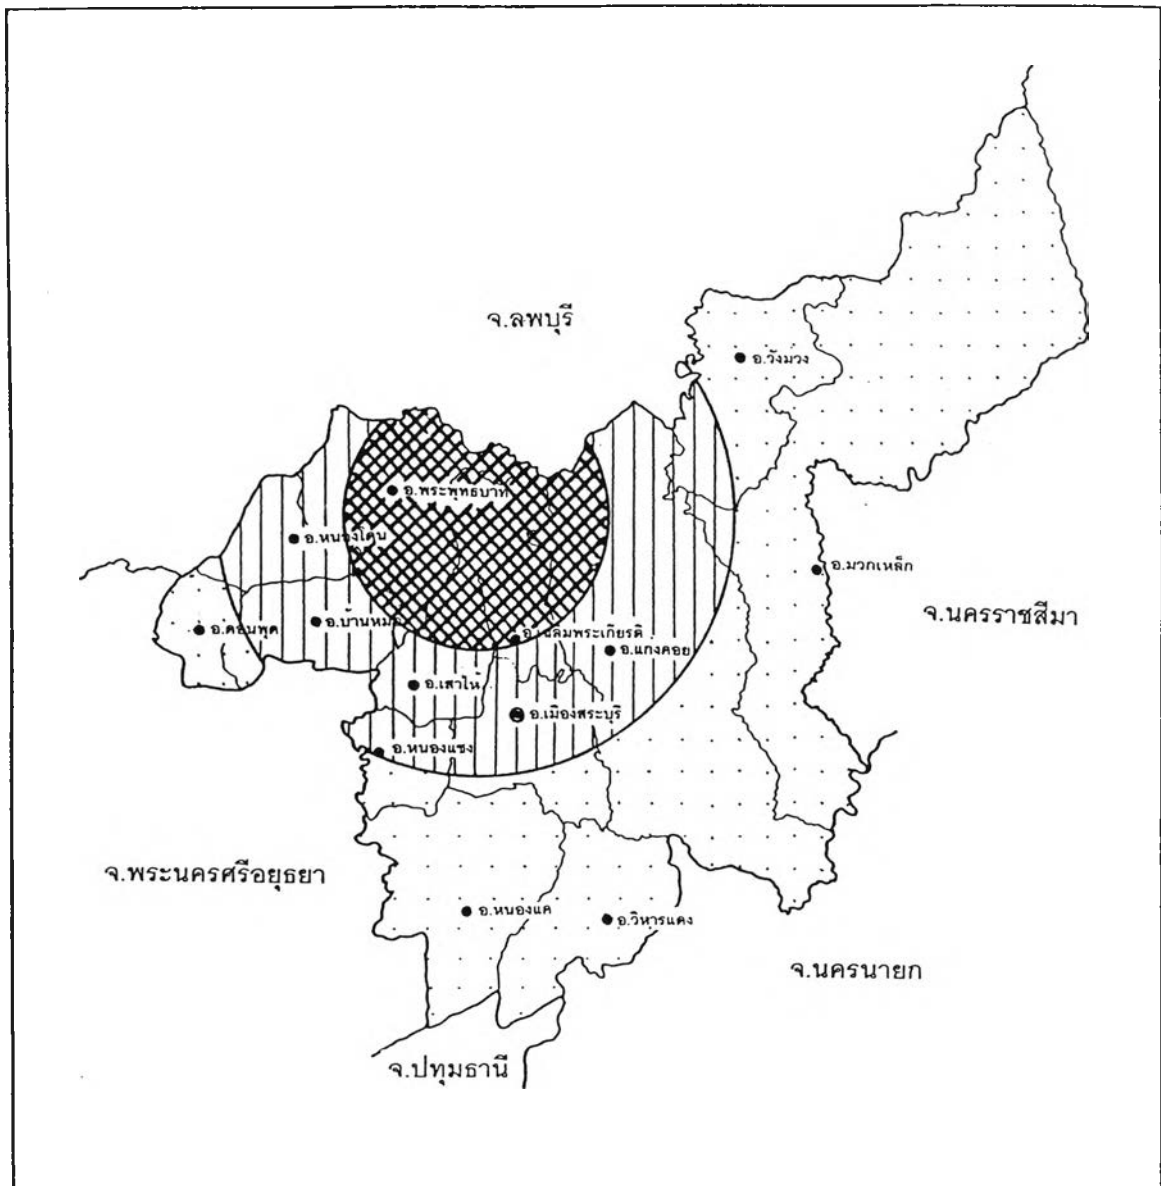 จ.ลพบุรี
อ.วังม่วง
อ.พระพุทธบาท
อ.หนองโดน
อ.มวกเหล็ก
จ.นครราชสีมา
อ.ดอนพุด
อ.บ้านหมอ
อ.เฉลิมพระเกียรติ
อ.แก่งคอย
อ.เสาไห้
อ.เมืองสระบุรี
อ.หนองแซง
จ.พระนครศรีอยุธยา
อ.หนองแค
อ.วิหารแดง
จ.นครนายก
จ.ปทุมธานี